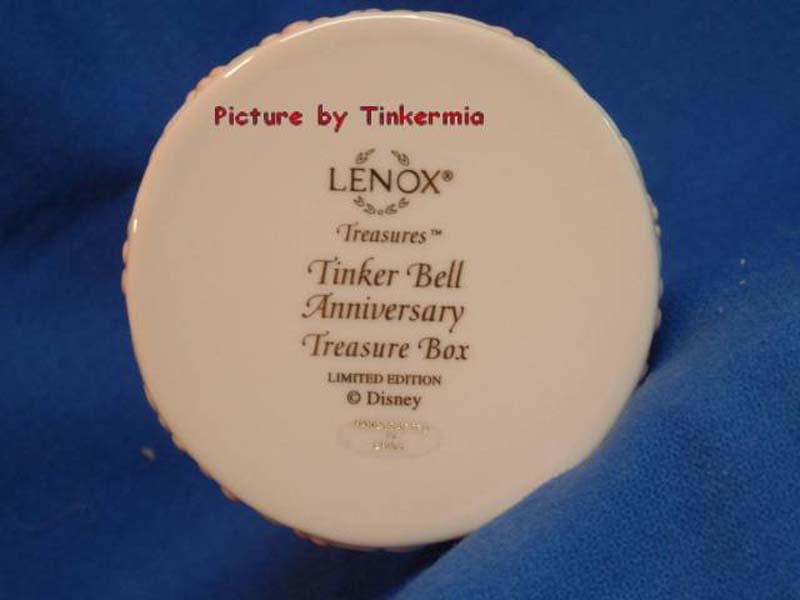 Picture by Tinkermia
LENOX®
Treasures™
Tinker Bell
Anniversary
Treasure Box
LIMITED EDITION
© Disney